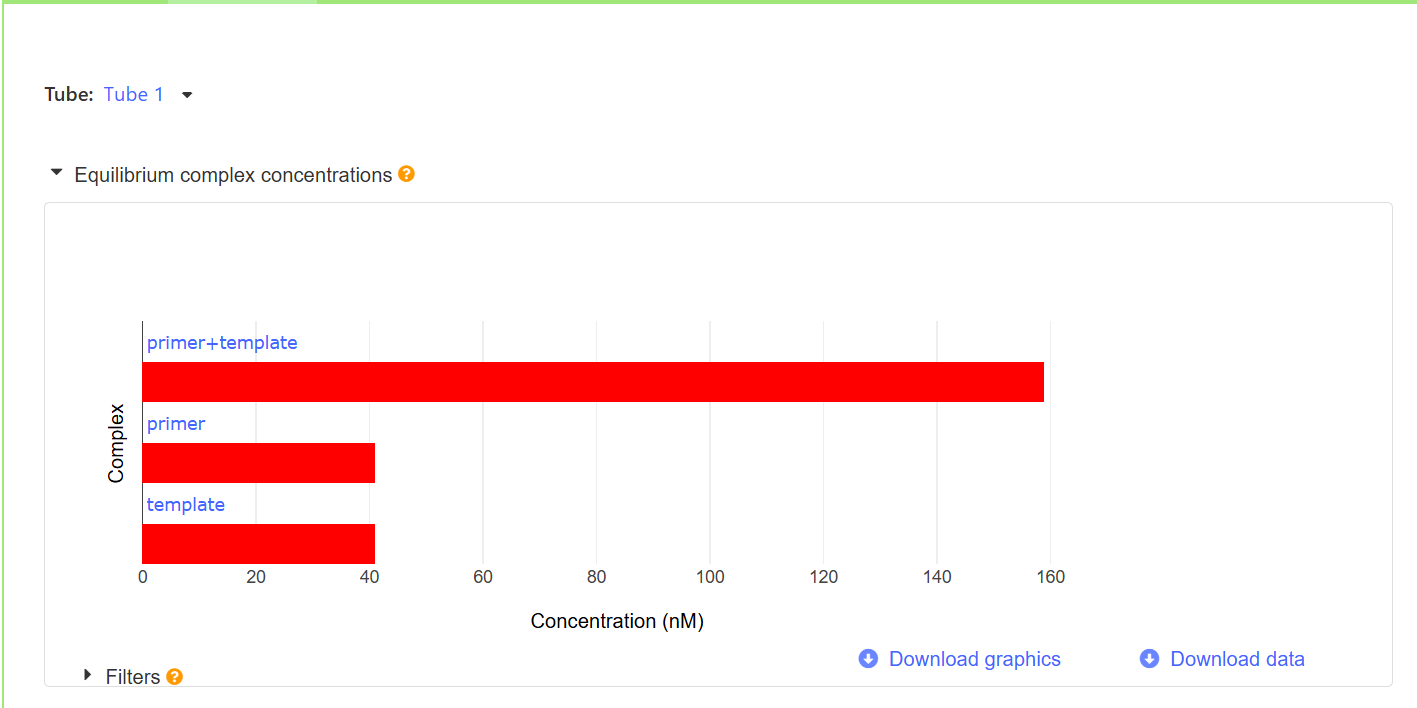 Tube: Tube 1
Equilibrium complex concentrations ?
primer+template
primer
template
Complex
0 20 40 60 80 100 120 140 160
Concentration (nM)
Download graphics Download data
Filters ?